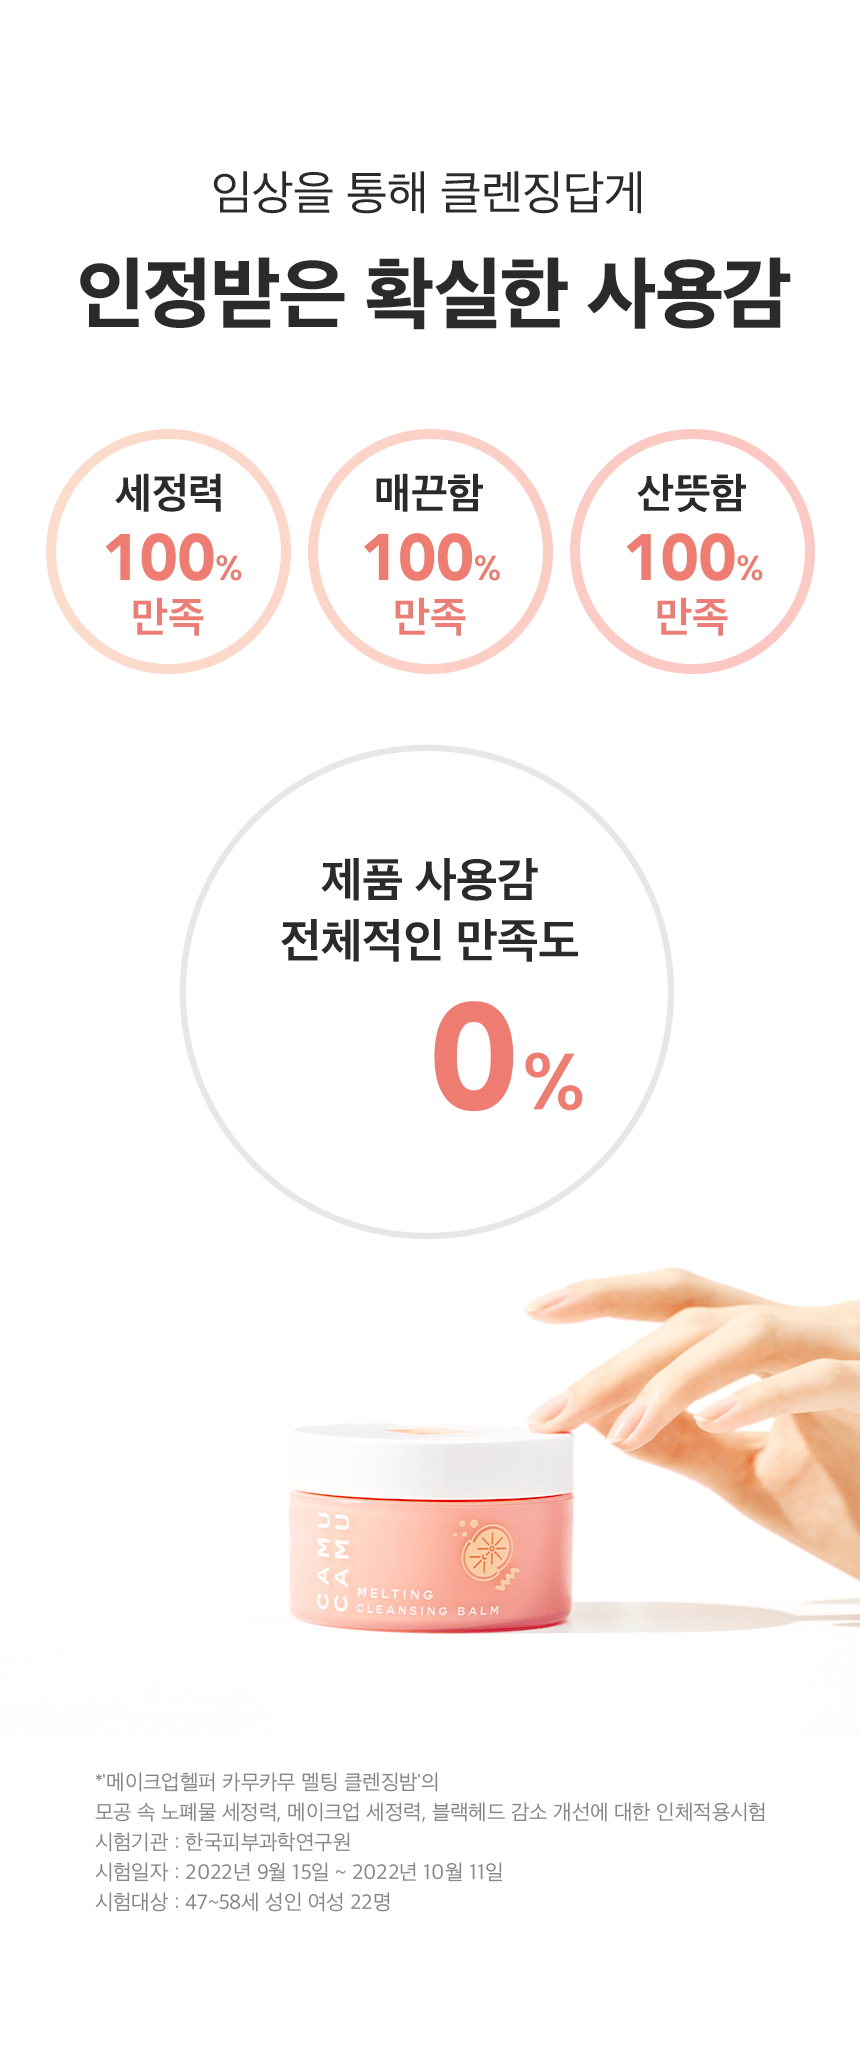 임상을 통해 클렌징답게
인정받은 확실한 사용감
세정력
100%
만족
매끈함
100%
만족
산뜻함
100%
만족
제품 사용감
전체적인 만족도
0%
CAMU
CAMU
MELTING
CLEANSING BALM
*'메이크업헬퍼 카무카무 멜팅 클렌징밤'의
모공 속 노폐물 세정력, 메이크업 세정력, 블랙헤드 감소 개선에 대한 인체적용시험
시험기관 : 한국피부과학연구원
시험일자 : 2022년 9월 15일 ~ 2022년 10월 11일
시험대상 : 47~58세 성인 여성 22명